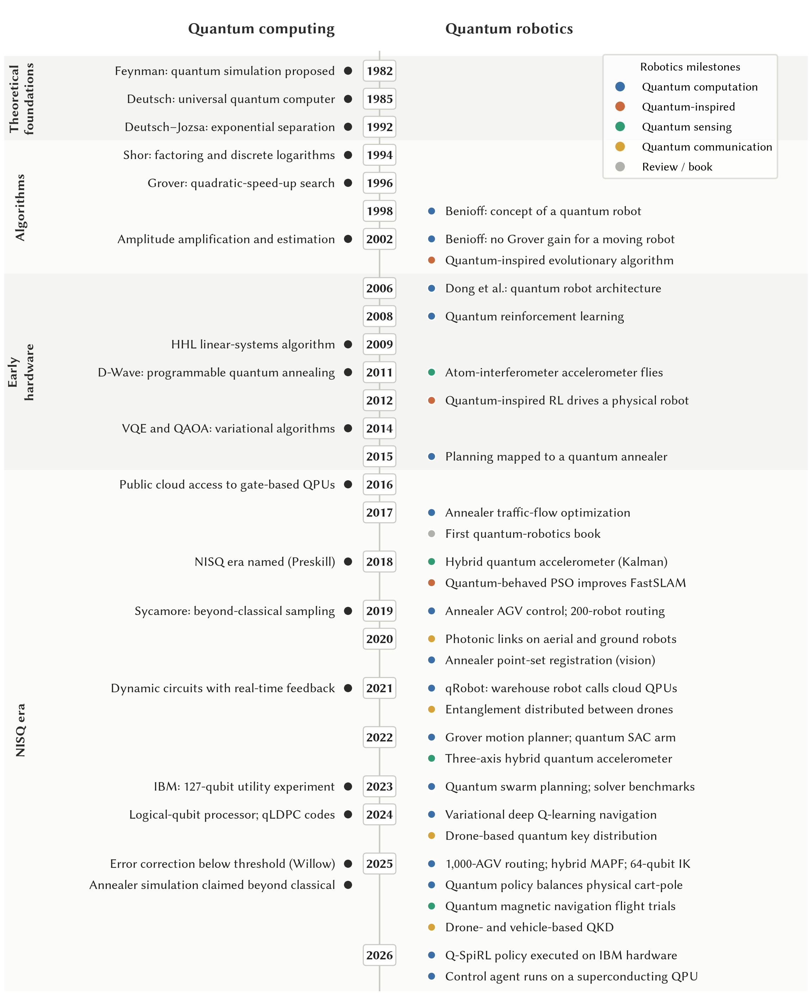 Quantum computing
Quantum robotics
Robotics milestones
Quantum computation
Quantum-inspired
Quantum sensing
Quantum communication
Review / book
Theoretical
foundations
Feynman: quantum simulation proposed
1982
Deutsch: universal quantum computer
1985
Deutsch–Jozsa: exponential separation
1992
Algorithms
Shor: factoring and discrete logarithms
1994
Grover: quadratic-speed-up search
1996
1998
Benioff: concept of a quantum robot
Amplitude amplification and estimation
2002
Benioff: no Grover gain for a moving robot
Quantum-inspired evolutionary algorithm
Early
hardware
2006
Dong et al.: quantum robot architecture
2008
Quantum reinforcement learning
HHL linear-systems algorithm
2009
D-Wave: programmable quantum annealing
2011
Atom-interferometer accelerometer flies
2012
Quantum-inspired RL drives a physical robot
VQE and QAOA: variational algorithms
2014
2015
Planning mapped to a quantum annealer
NISQ era
Public cloud access to gate-based QPUs
2016
2017
Annealer traffic-flow optimization
First quantum-robotics book
NISQ era named (Preskill)
2018
Hybrid quantum accelerometer (Kalman)
Quantum-behaved PSO improves FastSLAM
Sycamore: beyond-classical sampling
2019
Annealer AGV control; 200-robot routing
2020
Photonic links on aerial and ground robots
Annealer point-set registration (vision)
Dynamic circuits with real-time feedback
2021
qRobot: warehouse robot calls cloud QPUs
Entanglement distributed between drones
2022
Grover motion planner; quantum SAC arm
Three-axis hybrid quantum accelerometer
IBM: 127-qubit utility experiment
2023
Quantum swarm planning; solver benchmarks
Logical-qubit processor; qLDPC codes
2024
Variational deep Q-learning navigation
Drone-based quantum key distribution
Error correction below threshold (Willow)
2025
1,000-AGV routing; hybrid MAPF; 64-qubit IK
Annealer simulation claimed beyond classical
Quantum policy balances physical cart-pole
Quantum magnetic navigation flight trials
Drone- and vehicle-based QKD
2026
Q-SpiRL policy executed on IBM hardware
Control agent runs on a superconducting QPU